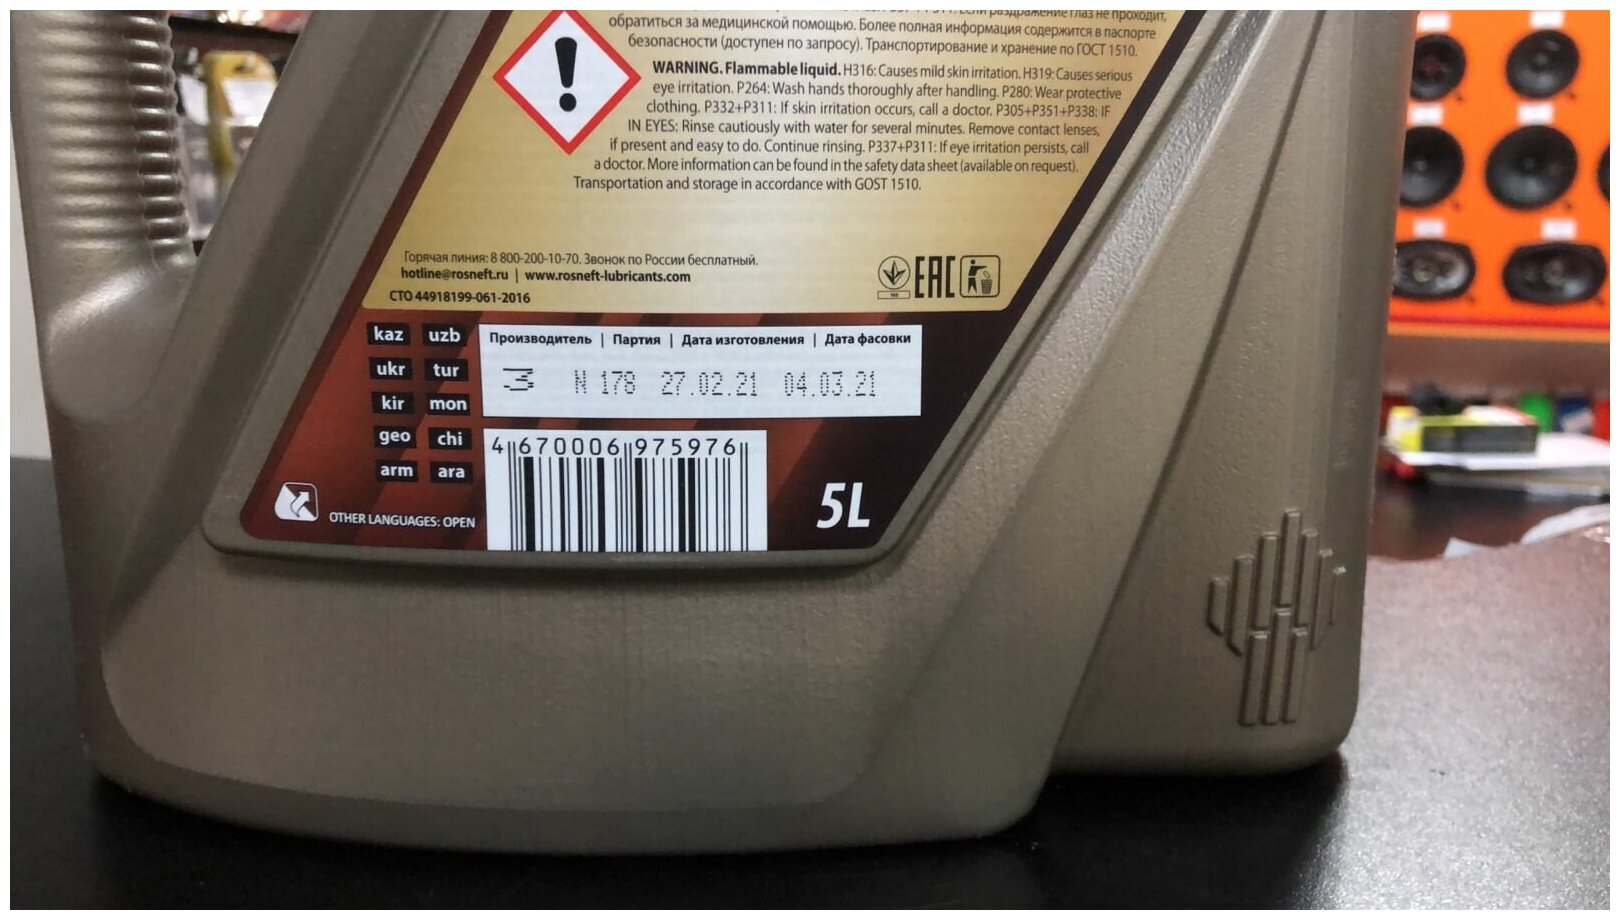 Если раздражение глаз не проходит,
обратиться за медицинской помощью. Более полная информация содержится в паспорте
безопасности (доступен по запросу). Транспортирование и хранение по ГОСТ 1510.
WARNING. Flammable liquid. H316: Causes mild skin irritation. H319: Causes serious
eye irritation. P264: Wash hands thoroughly after handling. P280: Wear protective
clothing. P332+P311: If skin irritation occurs, call a doctor. P305+P351+P338: IF
IN EYES: Rinse cautiously with water for several minutes. Remove contact lenses,
if present and easy to do. Continue rinsing. P337+P311: If eye irritation persists, call
a doctor. More information can be found in the safety data sheet (available on request).
Transportation and storage in accordance with GOST 1510.
Горячая линия: 8 800-200-10-70. Звонок по России бесплатный.
hotline@rosneft.ru | www.rosneft-lubricants.com
СТО 44918199-061-2016
EAC
kaz uzb
ukr tur
kir mon
geo chi
arm ara
OTHER LANGUAGES: OPEN
Производитель | Партия | Дата изготовления | Дата фасовки
3 N 178 27.02.21 04.03.21
4 670006 975976
5L